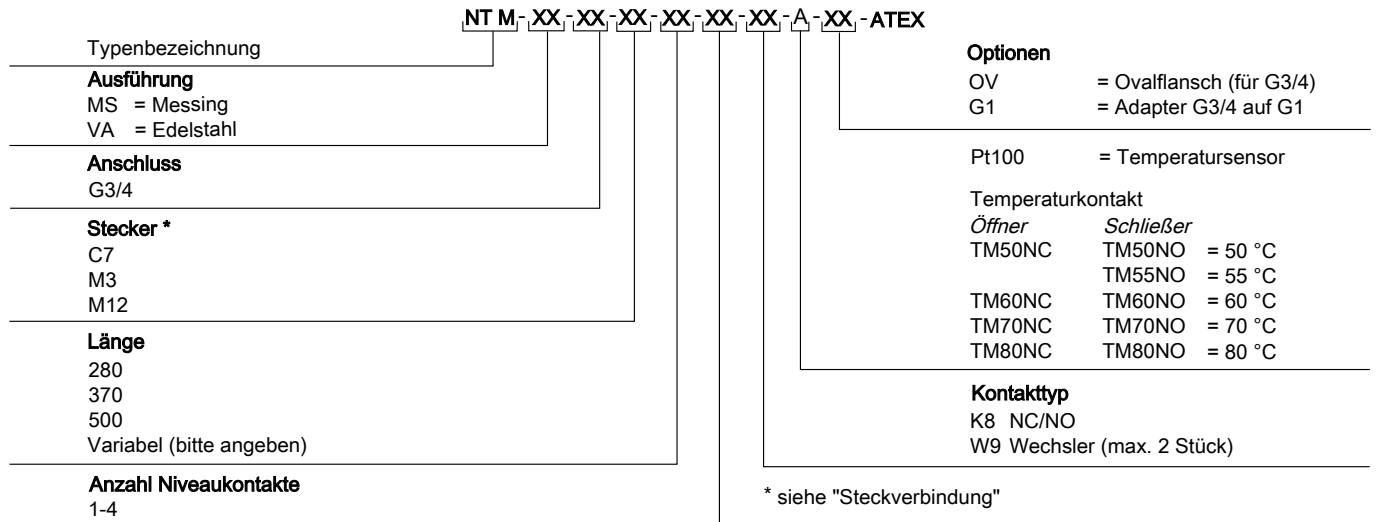 NT M-XX-XX-XX-XX-XX-XX-A-XX-ATEX
Typenbezeichnung
Ausführung
MS = Messing
VA = Edelstahl
Anschluss
G3/4
Stecker *
C7
M3
M12
Länge
280
370
500
Variabel (bitte angeben)
Anzahl Niveaukontakte
1-4
Optionen
OV = Ovalflansch (für G3/4)
G1 = Adapter G3/4 auf G1
Pt100 = Temperatursensor
Temperaturkontakt
Öffner Schließer
TM50NC TM50NO = 50 °C
TM55NO = 55 °C
TM60NC TM60NO = 60 °C
TM70NC TM70NO = 70 °C
TM80NC TM80NO = 80 °C
Kontakttyp
K8 NC/NO
W9 Wechsler (max. 2 Stück)
* siehe "Steckverbindung"